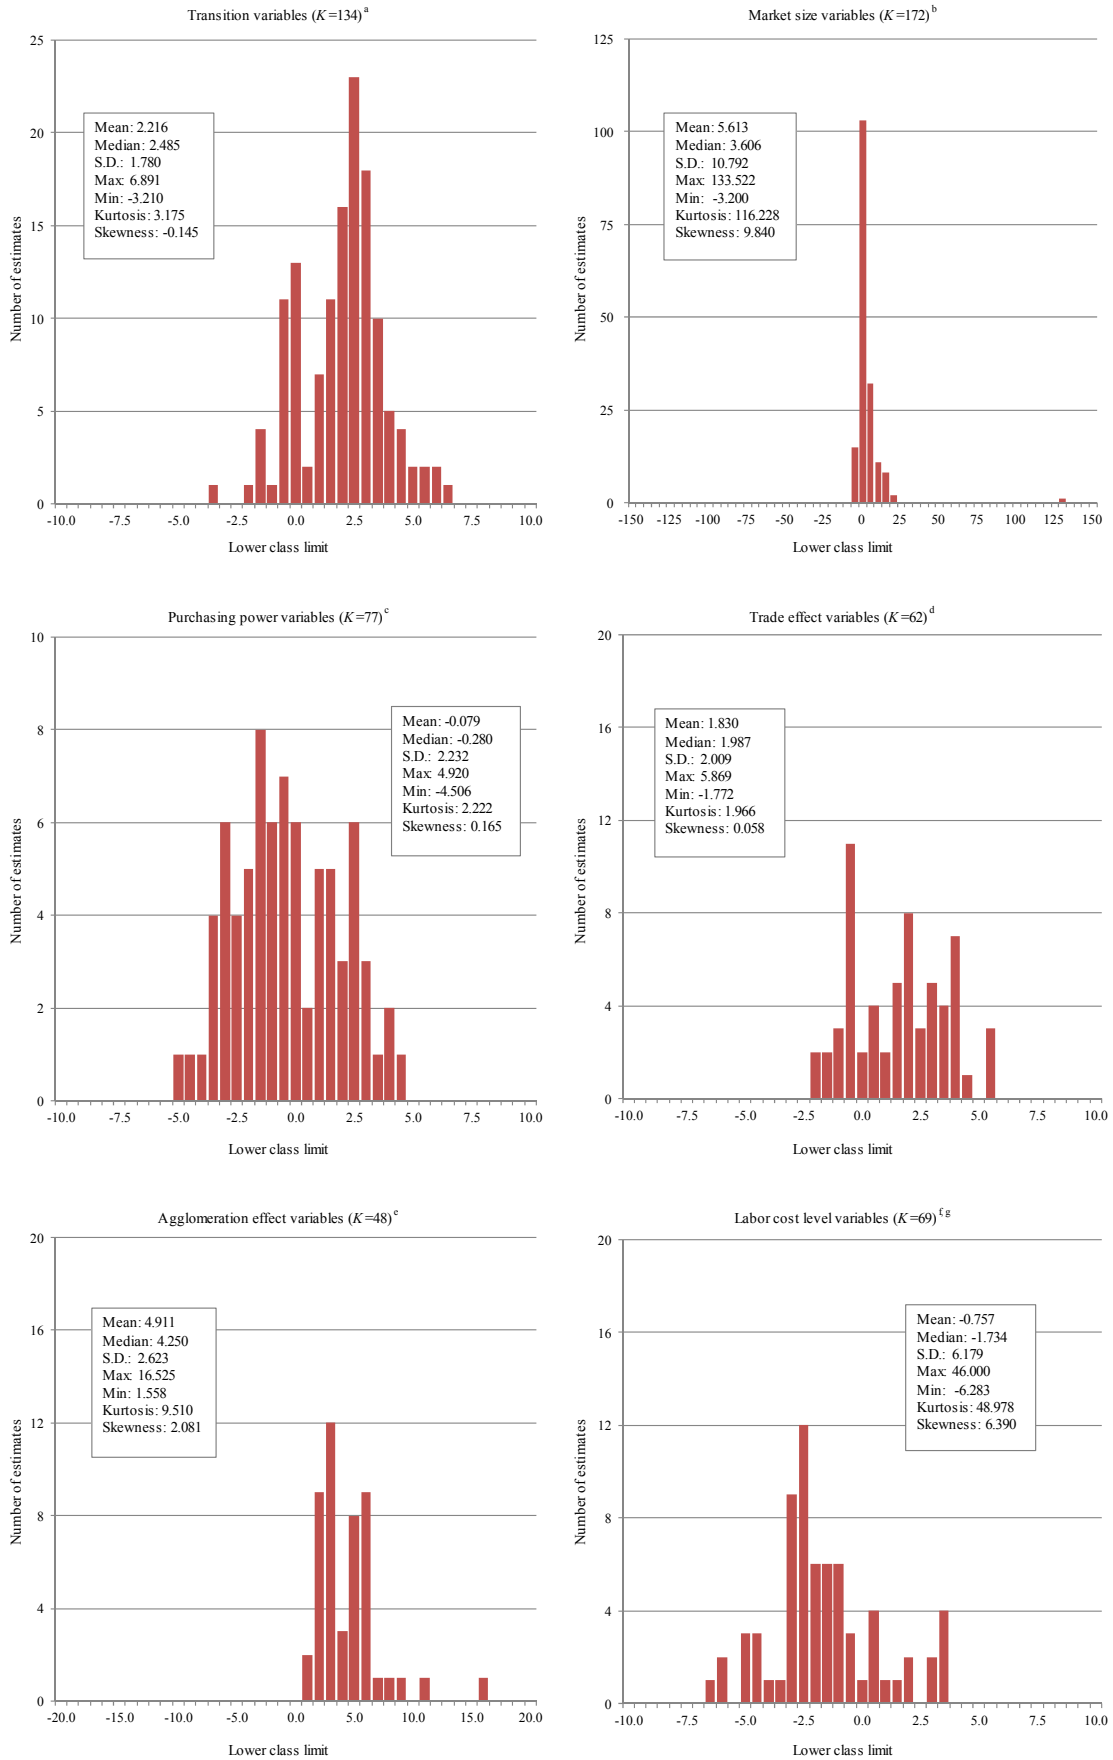 Transition variables (K=134) a
25
20
15
10
5
0
Number of estimates
Mean: 2.216
Median: 2.485
S.D.: 1.780
Max: 6.891
Min: -3.210
Kurtosis: 3.175
Skewness: -0.145
-10.0 -7.5 -5.0 -2.5 0.0 2.5 5.0 7.5 10.0
Lower class limit
Market size variables (K=172) b
125
100
75
50
25
0
Number of estimates
Mean: 5.613
Median: 3.606
S.D.: 10.792
Max: 133.522
Min: -3.200
Kurtosis: 116.228
Skewness: 9.840
-150 -125 -100 -75 -50 -25 0 25 50 75 100 125 150
Lower class limit
Purchasing power variables (K=77) c
10
8
6
4
2
0
Number of estimates
Mean: -0.079
Median: -0.280
S.D.: 2.232
Max: 4.920
Min: -4.506
Kurtosis: 2.222
Skewness: 0.165
-10.0 -7.5 -5.0 -2.5 0.0 2.5 5.0 7.5 10.0
Lower class limit
Trade effect variables (K=62) d
20
16
12
8
4
0
Number of estimates
Mean: 1.830
Median: 1.987
S.D.: 2.009
Max: 5.869
Min: -1.772
Kurtosis: 1.966
Skewness: 0.058
-10.0 -7.5 -5.0 -2.5 0.0 2.5 5.0 7.5 10.0
Lower class limit
Agglomeration effect variables (K=48) e
20
16
12
8
4
0
Number of estimates
Mean: 4.911
Median: 4.250
S.D.: 2.623
Max: 16.525
Min: 1.558
Kurtosis: 9.510
Skewness: 2.081
-20.0 -15.0 -10.0 -5.0 0.0 5.0 10.0 15.0 20.0
Lower class limit
Labor cost level variables (K=69) f, g
20
16
12
8
4
0
Number of estimates
Mean: -0.757
Median: -1.734
S.D.: 6.179
Max: 46.000
Min: -6.283
Kurtosis: 48.978
Skewness: 6.390
-10.0 -7.5 -5.0 -2.5 0.0 2.5 5.0 7.5 10.0
Lower class limit